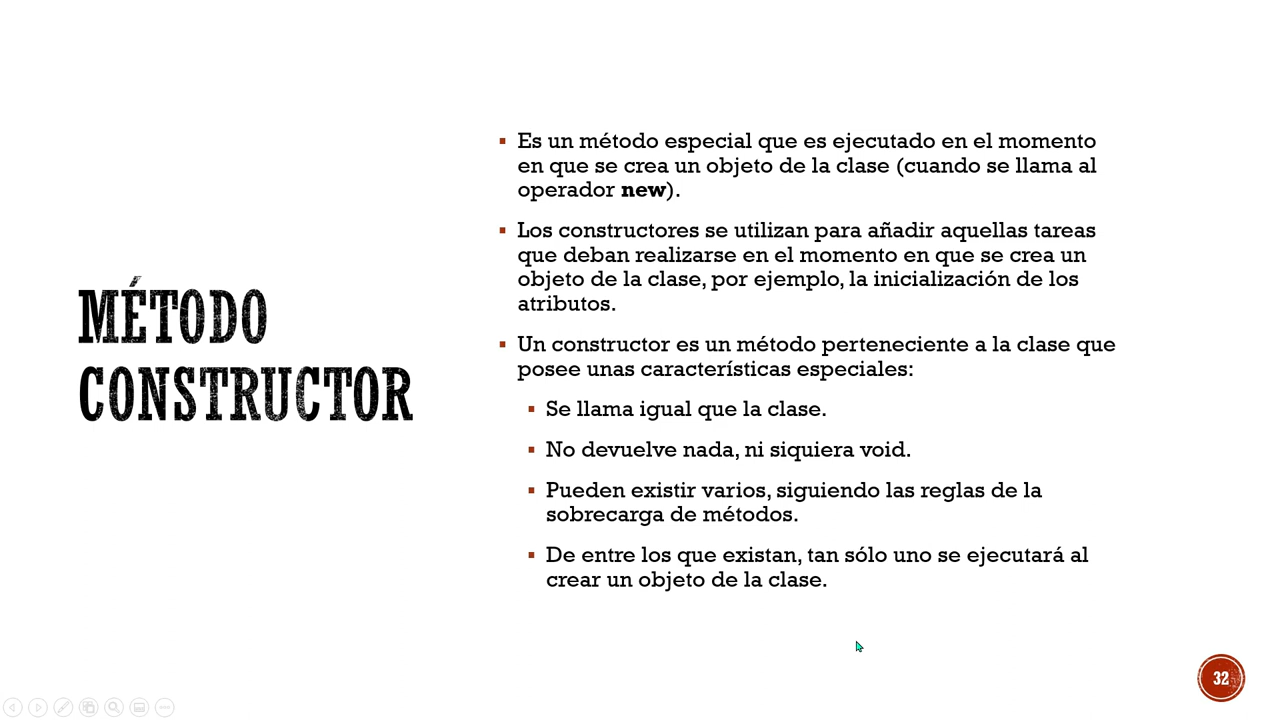 MÉTODO
CONSTRUCTOR
Es un método especial que es ejecutado en el momento
en que se crea un objeto de la clase (cuando se llama al
operador new).
Los constructores se utilizan para añadir aquellas tareas
que deban realizarse en el momento en que se crea un
objeto de la clase, por ejemplo, la inicialización de los
atributos.
Un constructor es un método perteneciente a la clase que
posee unas características especiales:
Se llama igual que la clase.
No devuelve nada, ni siquiera void.
Pueden existir varios, siguiendo las reglas de la
sobrecarga de métodos.
De entre los que existan, tan sólo uno se ejecutará al
crear un objeto de la clase.
32